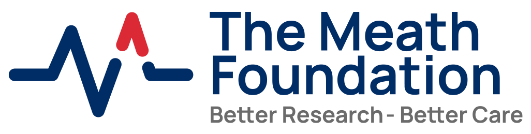 The Meath
Foundation
Better Research - Better Care